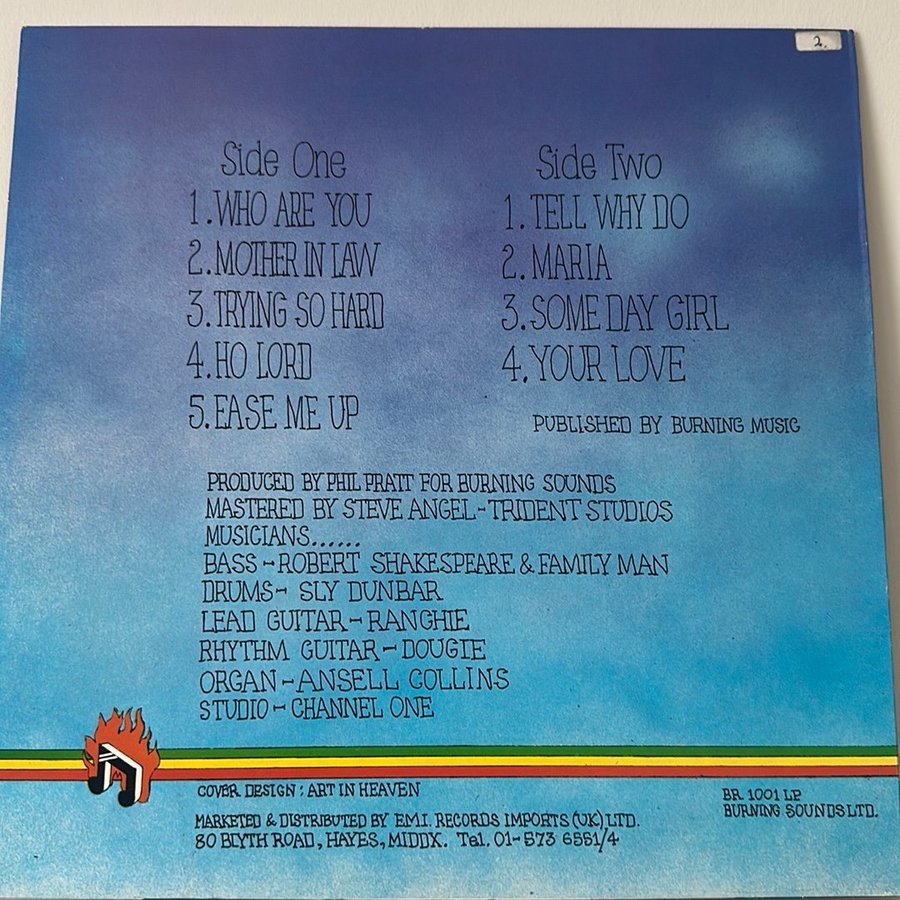 2.
Side One
1. WHO ARE YOU
2. MOTHER IN LAW
3. TRYING SO HARD
4. HO LORD
5. EASE ME UP
Side Two
1. TELL WHY DO
2. MARIA
3. SOME DAY GIRL
4. YOUR LOVE
PUBLISHED BY BURNING MUSIC
PRODUCED BY PHIL PRATT FOR BURNING SOUNDS
MASTERED BY STEVE ANGEL-TRIDENT STUDIOS
MUSICIANS......
BASS-ROBERT SHAKESPEARE & FAMILY MAN
DRUMS- SLY DUNBAR
LEAD GUITAR-RANGHIE
RHYTHM GUITAR-DOUGIE
ORGAN-ANSELL COLLINS
STUDIO-CHANNEL ONE
COVER DESIGN : ART IN HEAVEN
MARKETED & DISTRIBUTED BY E.M.I. RECORDS IMPORTS (UK) LTD.
80 BLYTH ROAD, HAYES, MIDDX. Tel. 01-573 6551/4
BR 1001 LP
BURNING SOUNDS LTD.